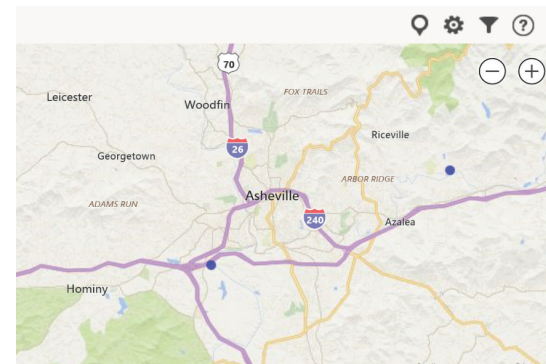 ?
70
Leicester
FOX TRAILS
Woodfin
Riceville
26
Georgetown
ARBOR RIDGE
Asheville
ADAMS RUN
240
Azalea
Hominy